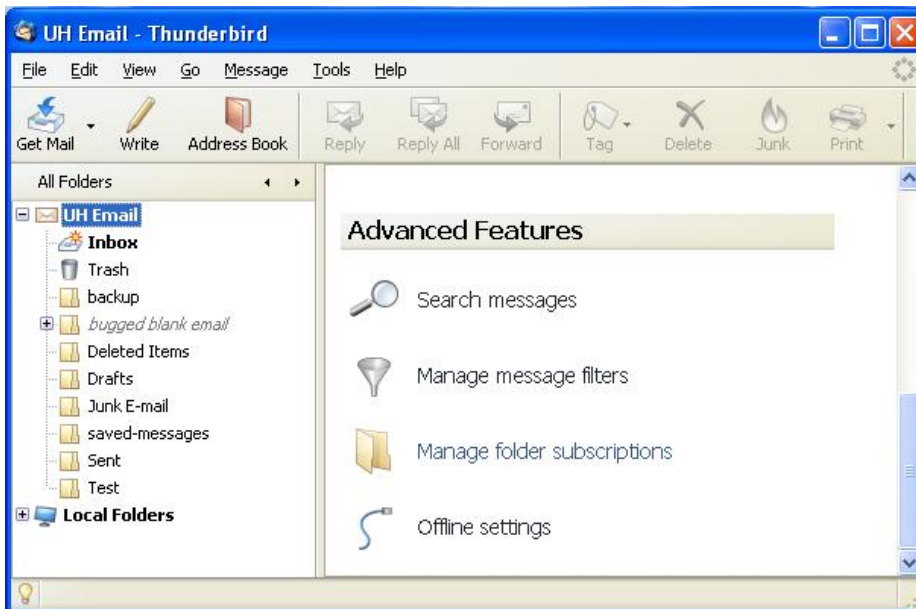 UH Email - Thunderbird
File Edit View Go Message Tools Help
Get Mail Write Address Book Reply Reply All Forward Tag Delete Junk Print
All Folders
UH Email
Inbox
Trash
backup
bugged blank email
Deleted Items
Drafts
Junk E-mail
saved-messages
Sent
Test
Local Folders
Advanced Features
Search messages
Manage message filters
Manage folder subscriptions
Offline settings